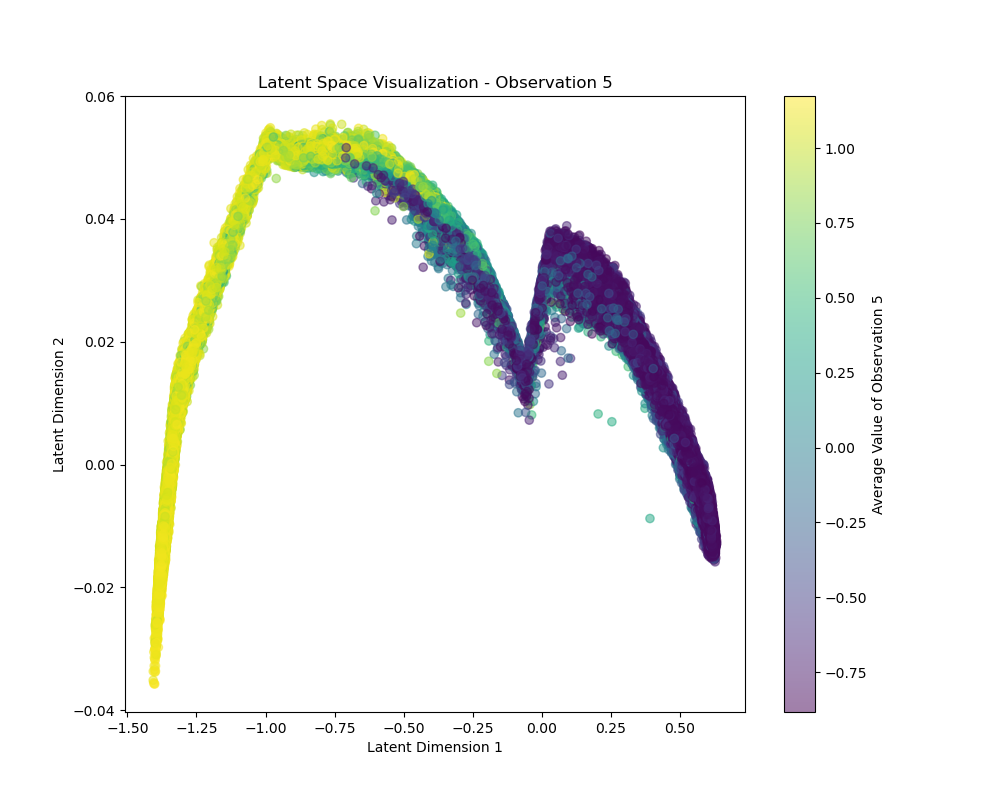 Latent Space Visualization - Observation 5
0.06
0.04
0.02
0.00
−0.02
−0.04
Latent Dimension 2
−1.50 −1.25 −1.00 −0.75 −0.50 −0.25 0.00 0.25 0.50
Latent Dimension 1
1.00
0.75
0.50
0.25
0.00
−0.25
−0.50
−0.75
Average Value of Observation 5